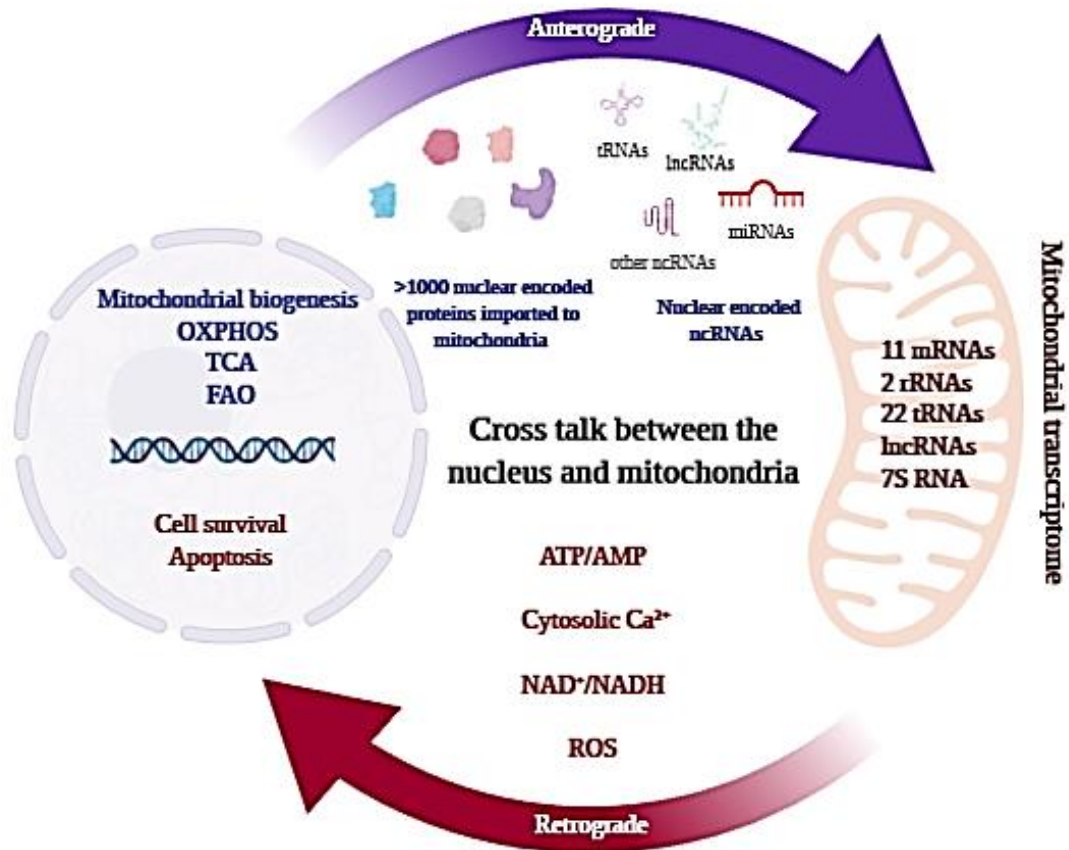 Anterograde
tRNAs
lncRNAs
miRNAs
other ncRNAs
>1000 nuclear encoded
proteins imported to
mitochondria
Nuclear encoded
ncRNAs
Mitochondrial biogenesis
OXPHOS
TCA
FAO
Cell survival
Apoptosis
Cross talk between the
nucleus and mitochondria
11 mRNAs
2 rRNAs
22 tRNAs
lncRNAs
7S RNA
Mitochondrial transcriptome
ATP/AMP
Cytosolic Ca²⁺
NAD⁺/NADH
ROS
Retrograde